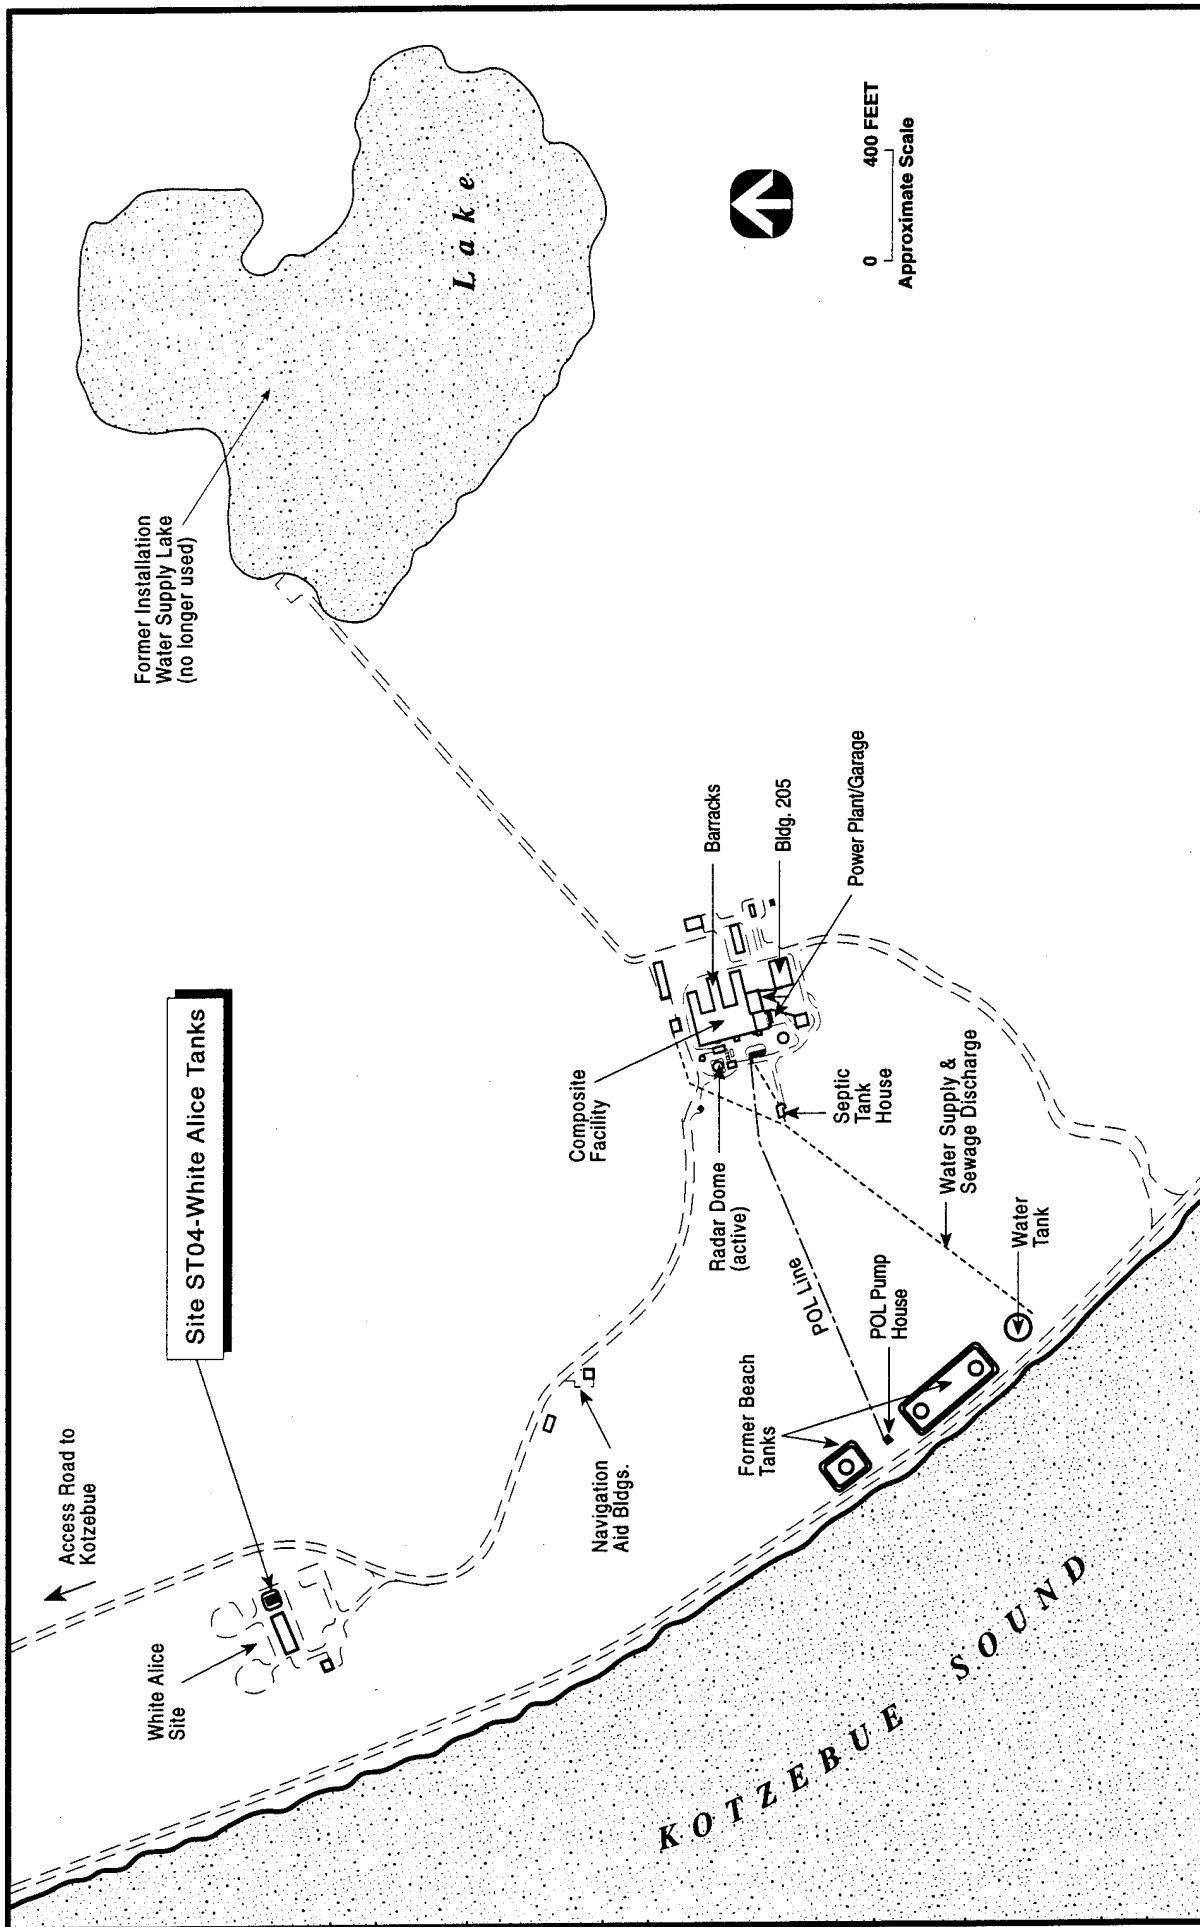 Access Road to
Kotzebue
White Alice
Site
Site ST04-White Alice Tanks
Former Installation
Water Supply Lake
(no longer used)
Lake
Navigation
Aid Bldgs.
Composite
Facility
Barracks
Bldg. 205
Power Plant/Garage
Radar Dome
(active)
Septic
Tank
House
POL Line
Former Beach
Tanks
POL Pump
House
Water Supply &
Sewage Discharge
Water
Tank
KOTZEBUE SOUND
0 400 FEET
Approximate Scale